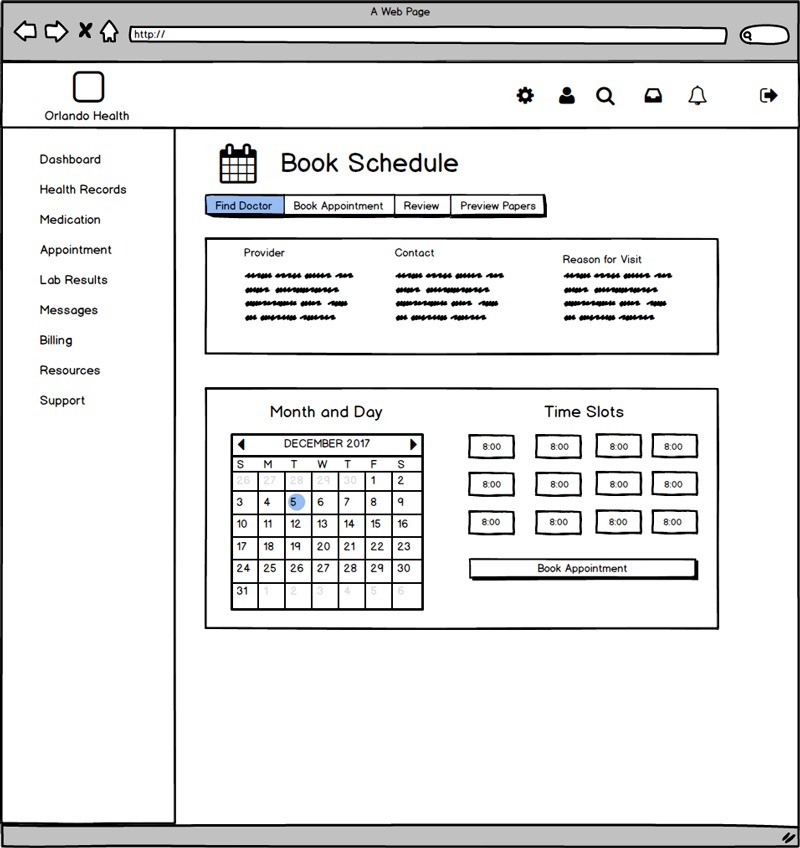 A Web Page
http://
Orlando Health
Dashboard
Health Records
Medication
Appointment
Lab Results
Messages
Billing
Resources
Support
Book Schedule
Find Doctor Book Appointment Review Preview Papers
Provider Contact Reason for Visit
Month and Day
DECEMBER 2017
S M T W T F S
26 27 28 29 30 1 2
3 4 5 6 7 8 9
10 11 12 13 14 15 16
17 18 19 20 21 22 23
24 25 26 27 28 29 30
31 1 2 3 4 5 6
Time Slots
8:00 8:00 8:00 8:00
8:00 8:00 8:00 8:00
8:00 8:00 8:00 8:00
Book Appointment